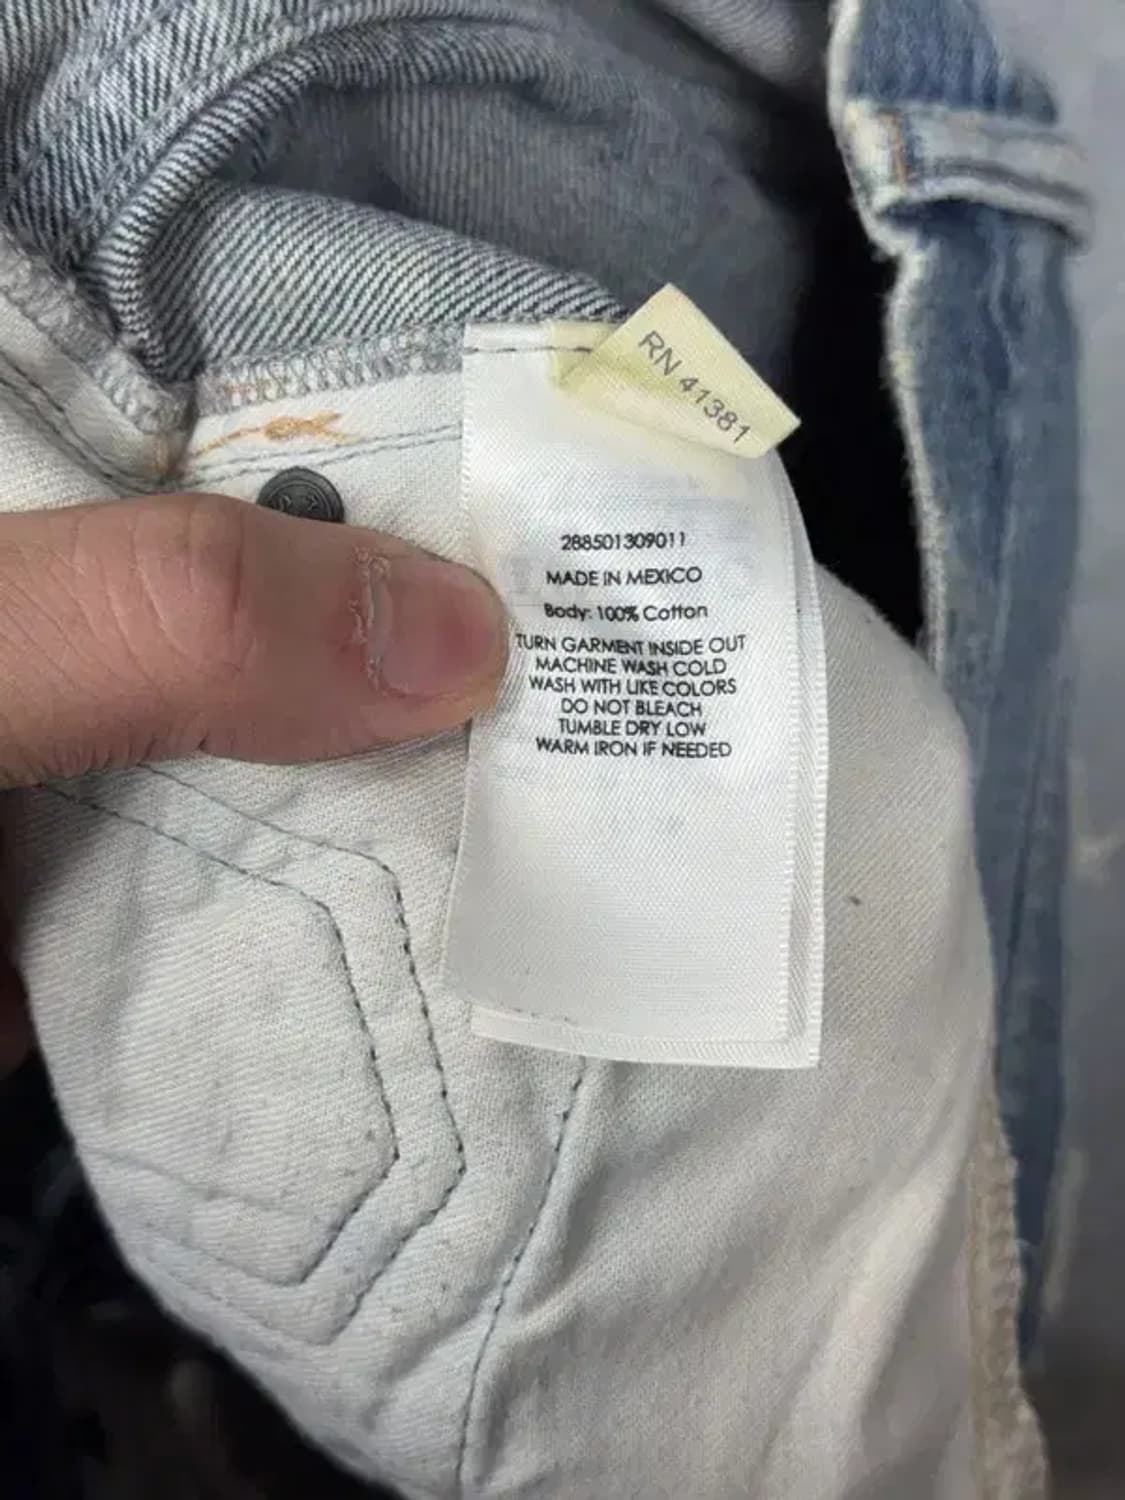 RN 41381
288501309011
MADE IN MEXICO
Body: 100% Cotton
TURN GARMENT INSIDE OUT
MACHINE WASH COLD
WASH WITH LIKE COLORS
DO NOT BLEACH
TUMBLE DRY LOW
WARM IRON IF NEEDED